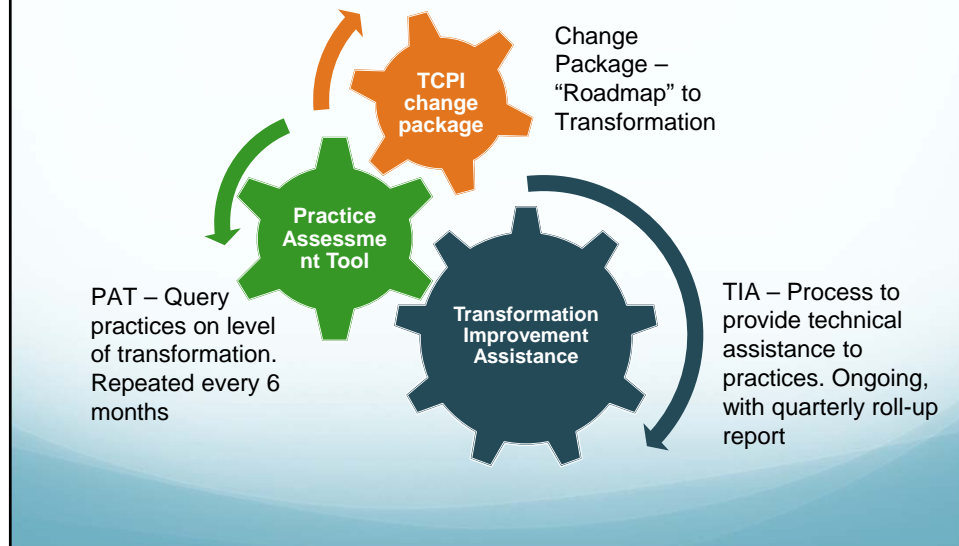 TCPI
change
package
Change
Package –
“Roadmap” to
Transformation
Practice
Assessme
nt Tool
PAT – Query
practices on level
of transformation.
Repeated every 6
months
Transformation
Improvement
Assistance
TIA – Process to
provide technical
assistance to
practices. Ongoing,
with quarterly roll-up
report